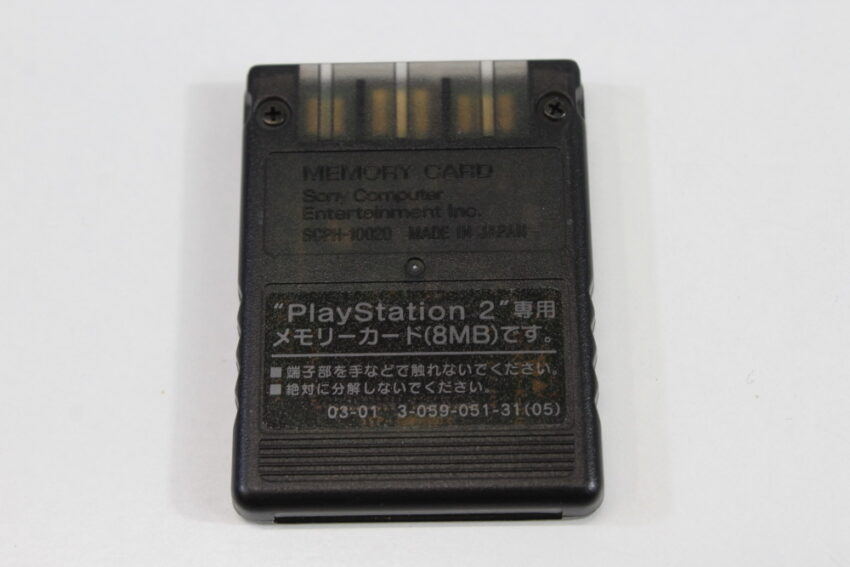 MEMORY CARD
Sony Computer
Entertainment Inc.
SCPH-10020 MADE IN JAPAN
“PlayStation 2”専用
メモリーカード(8MB)です。
■端子部を手などで触れないでください。
■絶対に分解しないでください。
03-01 3-059-051-31(05)